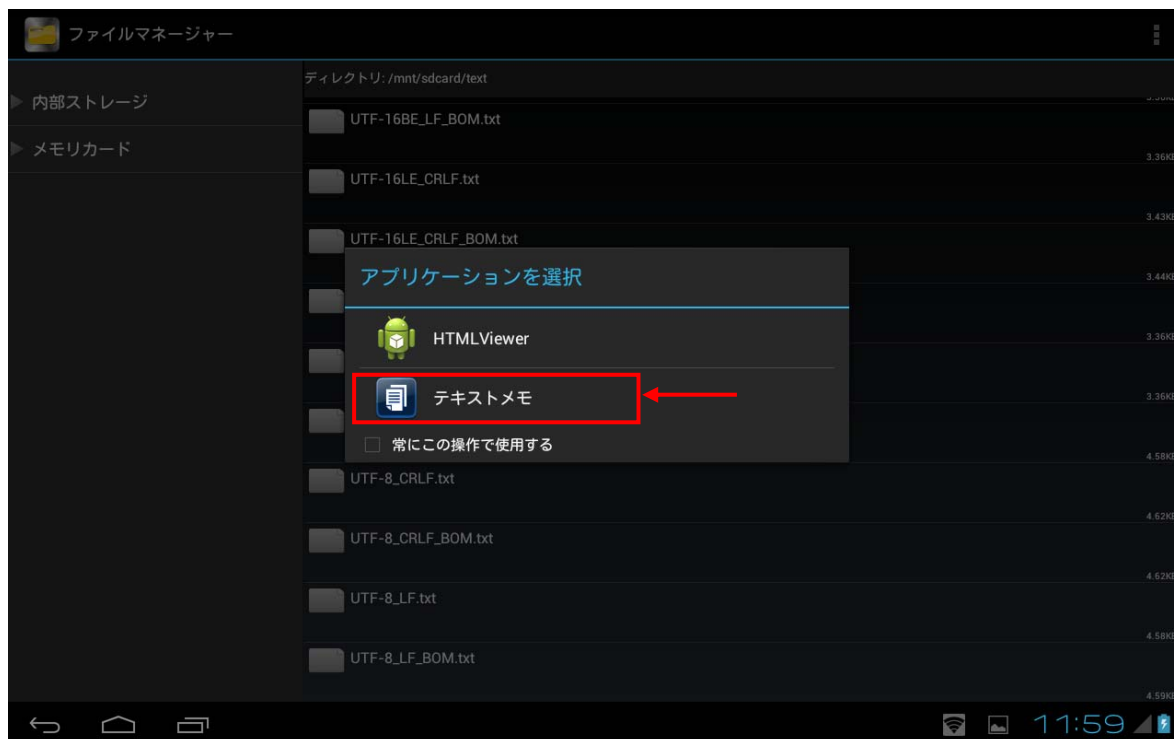 ファイルマネージャー
ディレクトリ: /mnt/sdcard/text
内部ストレージ
メモリカード
UTF-16BE_LF_BOM.txt
3.36KB
UTF-16LE_CRLF.txt
3.43KB
UTF-16LE_CRLF_BOM.txt
3.44KB
アプリケーションを選択
HTMLViewer
3.36KB
テキストメモ
3.36KB
常にこの操作で使用する
4.58KB
UTF-8_CRLF.txt
4.62KB
UTF-8_CRLF_BOM.txt
4.62KB
UTF-8_LF.txt
4.58KB
UTF-8_LF_BOM.txt
4.59KB
11:59